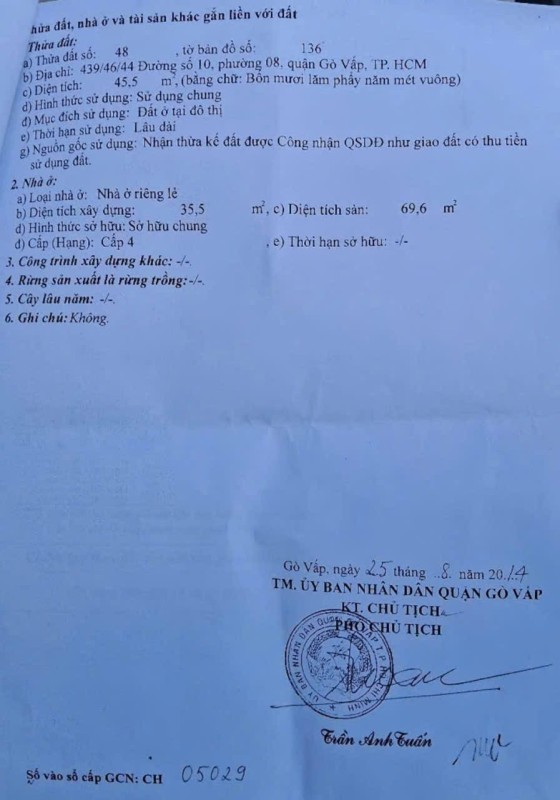 hửa đất, nhà ở và tài sản khác gắn liền với đất
Thửa đất:
a) Thửa đất số: 48 , tờ bản đồ số: 136
b) Địa chỉ: 439/46/44 Đường số 10, phường 08, quận Gò Vấp, TP. HCM
c) Diện tích: 45,5 m², (bằng chữ: Bốn mươi lăm phẩy năm mét vuông)
d) Hình thức sử dụng: Sử dụng chung
đ) Mục đích sử dụng: Đất ở tại đô thị
e) Thời hạn sử dụng: Lâu dài
g) Nguồn gốc sử dụng: Nhận thừa kế đất được Công nhận QSDĐ như giao đất có thu tiền
sử dụng đất.
2. Nhà ở:
a) Loại nhà ở: Nhà ở riêng lẻ
b) Diện tích xây dựng: 35,5 m², c) Diện tích sàn: 69,6 m²
d) Hình thức sở hữu: Sở hữu chung
đ) Cấp (Hạng): Cấp 4 , e) Thời hạn sở hữu: -/-
3. Công trình xây dựng khác: -/-.
4. Rừng sản xuất là rừng trồng: -/-.
5. Cây lâu năm: -/-.
6. Ghi chú: Không.
Gò Vấp, ngày 25 tháng .8. năm 2014
TM. ỦY BAN NHÂN DÂN QUẬN GÒ VẤP
KT. CHỦ TỊCH
PHÓ CHỦ TỊCH
Trần Anh Tuấn
Số vào sổ cấp GCN: CH 05029